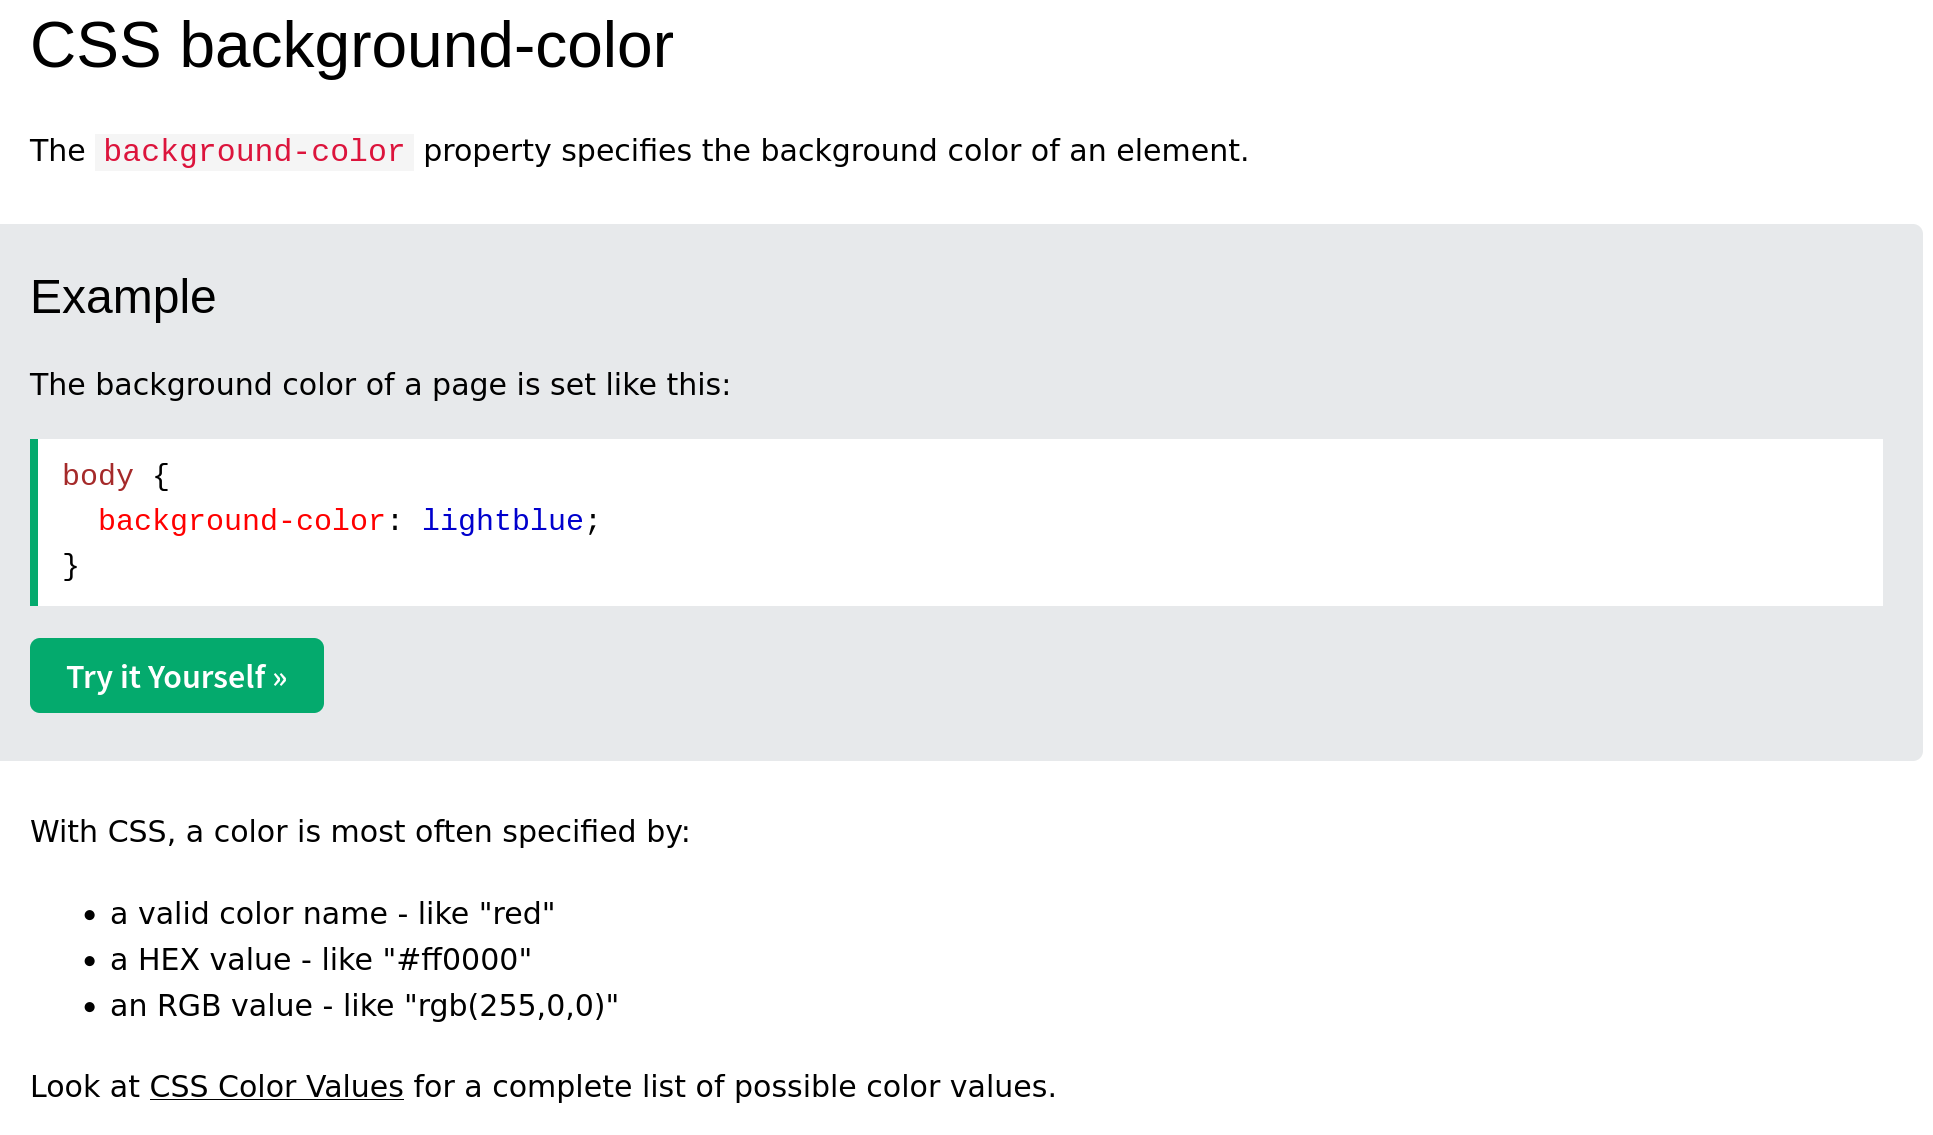 CSS background-color
The background-color property specifies the background color of an element.
Example
The background color of a page is set like this:
body {
  background-color: lightblue;
}
Try it Yourself »
With CSS, a color is most often specified by:
• a valid color name - like "red"
• a HEX value - like "#ff0000"
• an RGB value - like "rgb(255,0,0)"
Look at CSS Color Values for a complete list of possible color values.